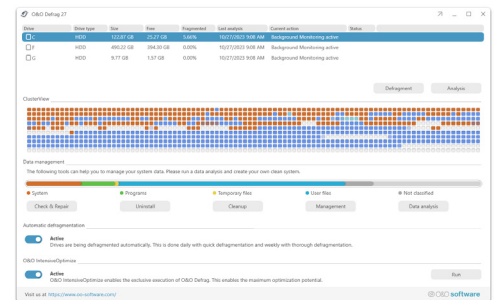 O&O Defrag 27
Drive Drive type Size Free Fragmented Last analysis Current action Status
C HDD 122.87 GB 25.27 GB 5.66% 10/27/2023 9:08 AM Background Monitoring active
F HDD 490.22 GB 394.30 GB 0.00% 10/27/2023 9:08 AM Background Monitoring active
G HDD 9.77 GB 1.57 GB 0.00% 10/27/2023 9:08 AM Background Monitoring active
Defragment Analysis
ClusterView
Data management
The following tools can help you to manage your system data. Please run a data analysis and create your own clean system.
System Programs Temporary files User files Not classified
Check & Repair Uninstall Cleanup Management Data analysis
Automatic defragmentation
Active
Drives are being defragmented automatically. This is done daily with quick defragmentation and weekly with thorough defragmentation.
O&O IntensiveOptimize
Active
O&O IntensiveOptimize enables the exclusive execution of O&O Defrag. This enables the maximum optimization potential.
Run
Visit us at https://www.oo-software.com/
O&O software